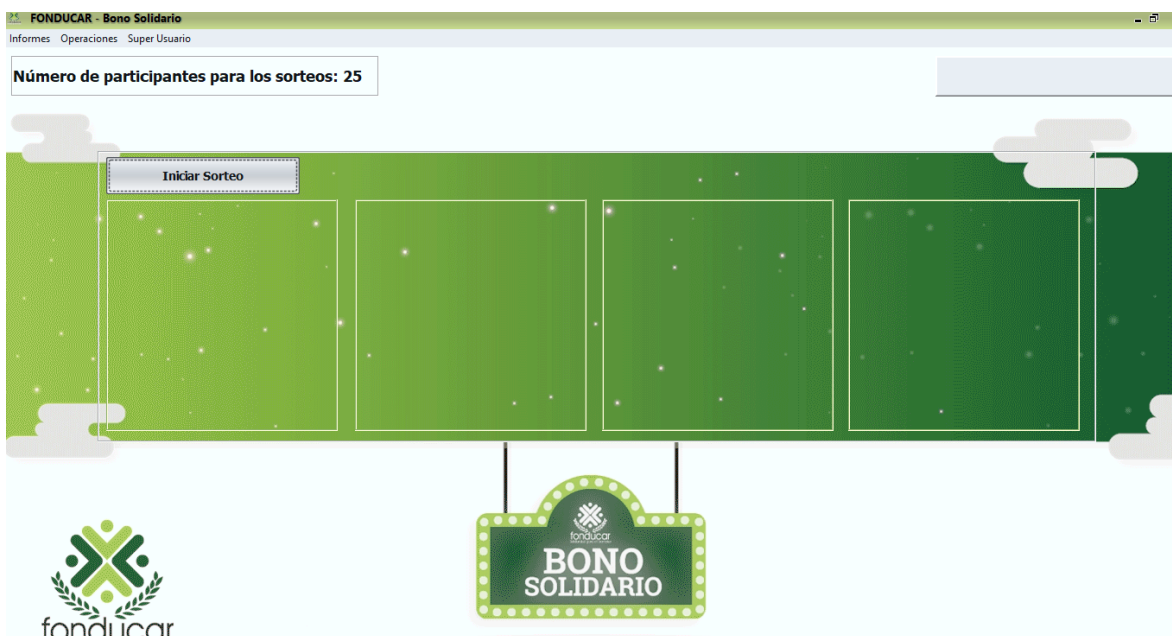 FONDUCAR - Bono Solidario
Informes Operaciones Super Usuario
Número de participantes para los sorteos: 25
Iniciar Sorteo
fonducar
BONO
SOLIDARIO
fonducar